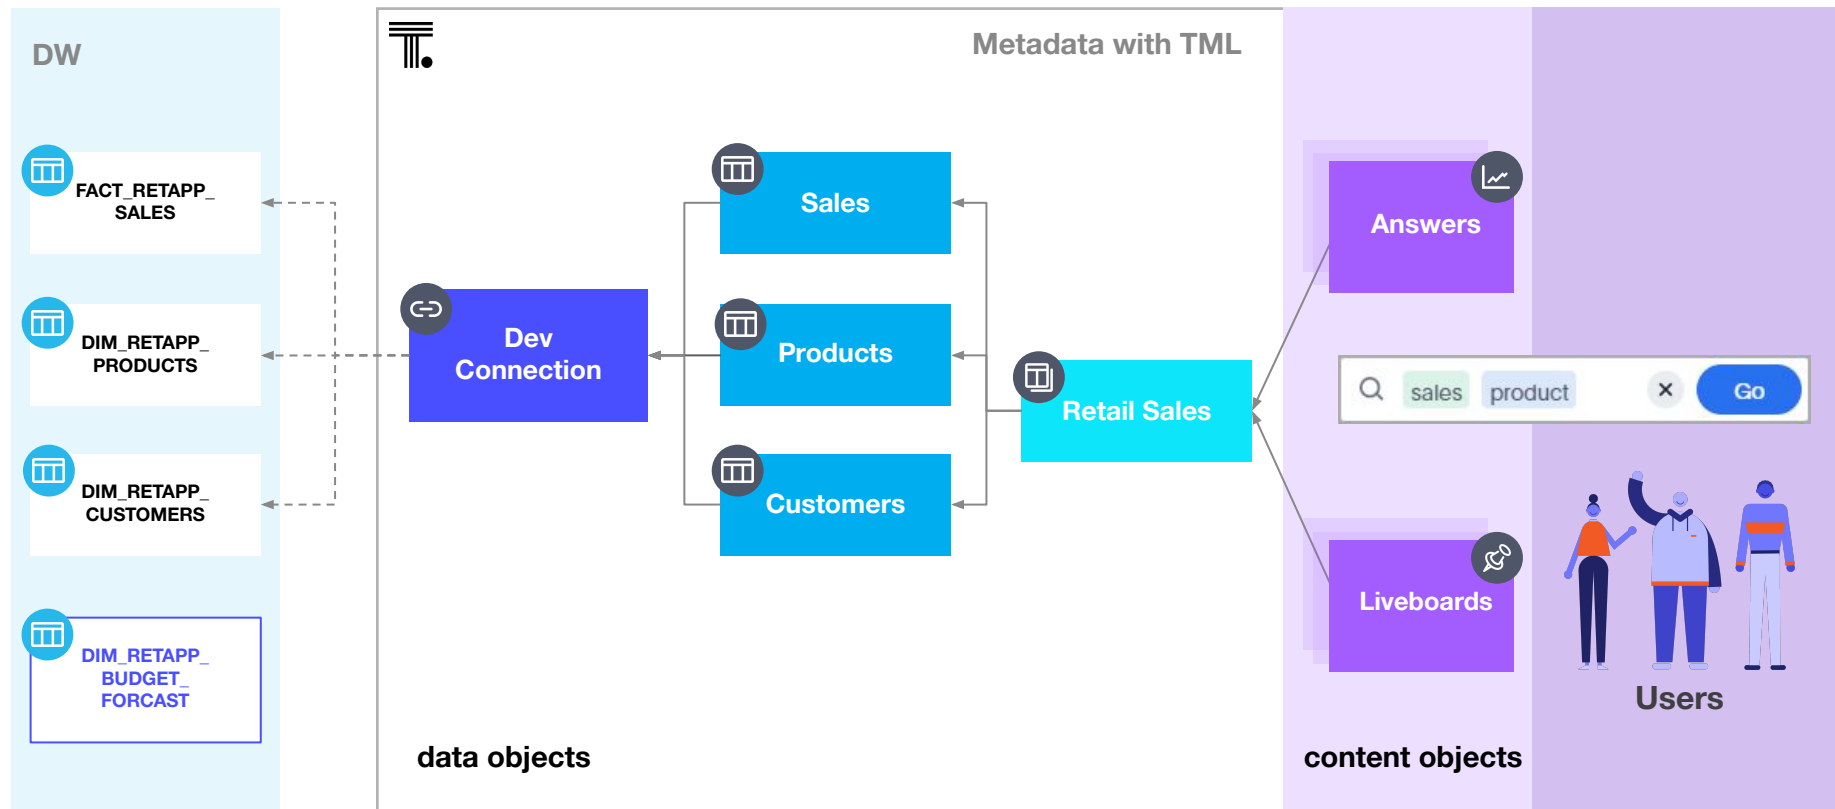 DW
Metadata with TML
FACT_RETAPP_
SALES
DIM_RETAPP_
PRODUCTS
DIM_RETAPP_
CUSTOMERS
DIM_RETAPP_
BUDGET_
FORCAST
Dev
Connection
Sales
Products
Customers
Retail Sales
Answers
sales product
Go
Liveboards
Users
data objects
content objects